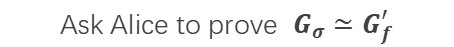 Ask Alice to prove G_σ ≃ G'_f